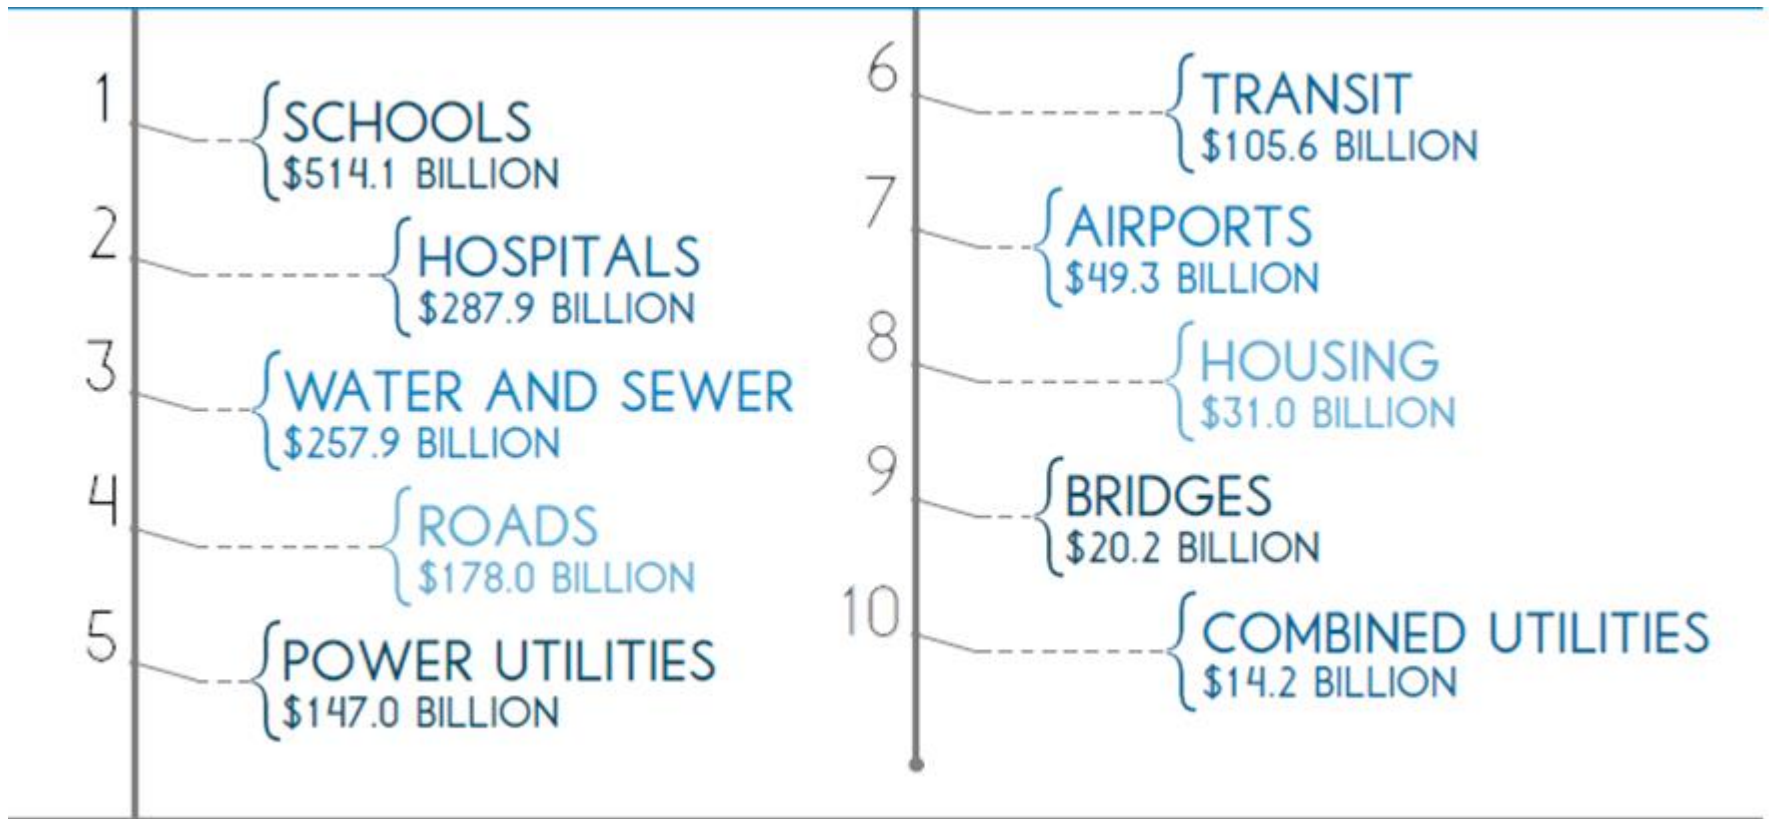 1
SCHOOLS
$514.1 BILLION
2
HOSPITALS
$287.9 BILLION
3
WATER AND SEWER
$257.9 BILLION
4
ROADS
$178.0 BILLION
5
POWER UTILITIES
$147.0 BILLION
6
TRANSIT
$105.6 BILLION
7
AIRPORTS
$49.3 BILLION
8
HOUSING
$31.0 BILLION
9
BRIDGES
$20.2 BILLION
10
COMBINED UTILITIES
$14.2 BILLION